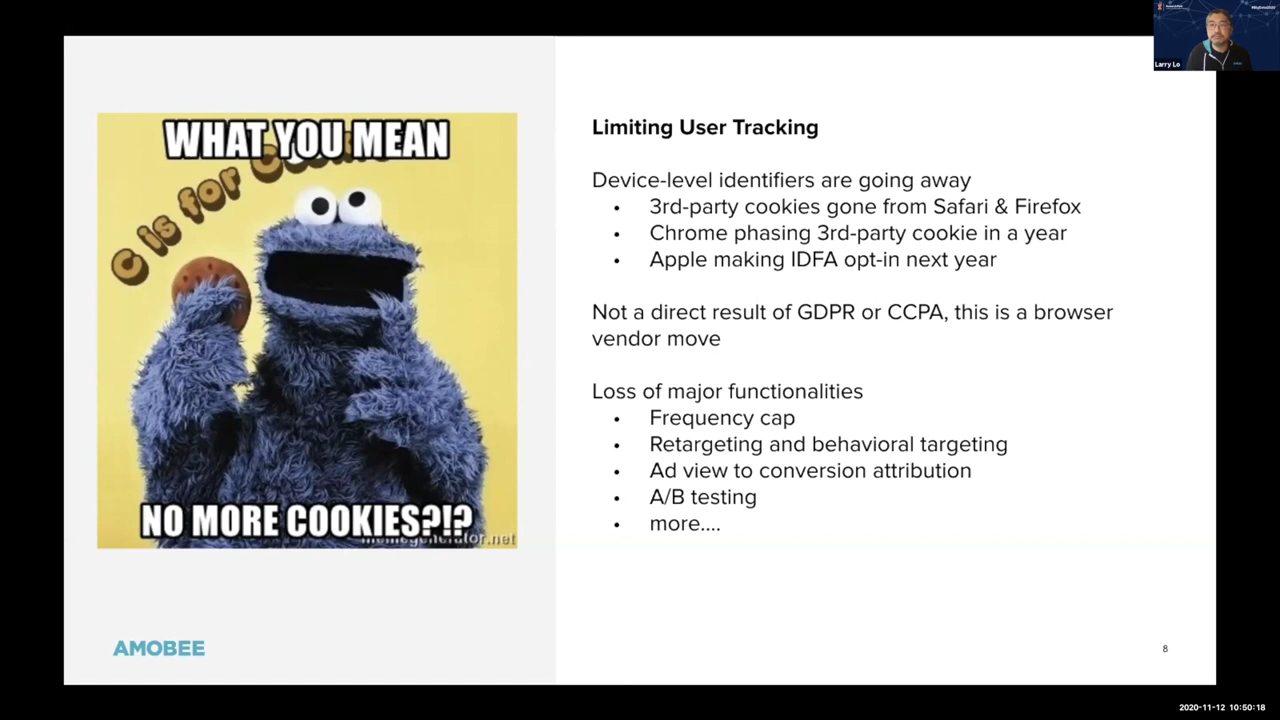 Larry Lo
WHAT YOU MEAN
C is for
NO MORE COOKIES?!?
memegenerator.net
Limiting User Tracking
Device-level identifiers are going away
• 3rd-party cookies gone from Safari & Firefox
• Chrome phasing 3rd-party cookie in a year
• Apple making IDFA opt-in next year
Not a direct result of GDPR or CCPA, this is a browser
vendor move
Loss of major functionalities
• Frequency cap
• Retargeting and behavioral targeting
• Ad view to conversion attribution
• A/B testing
• more....
AMOBEE
8
2020-11-12 10:50:18